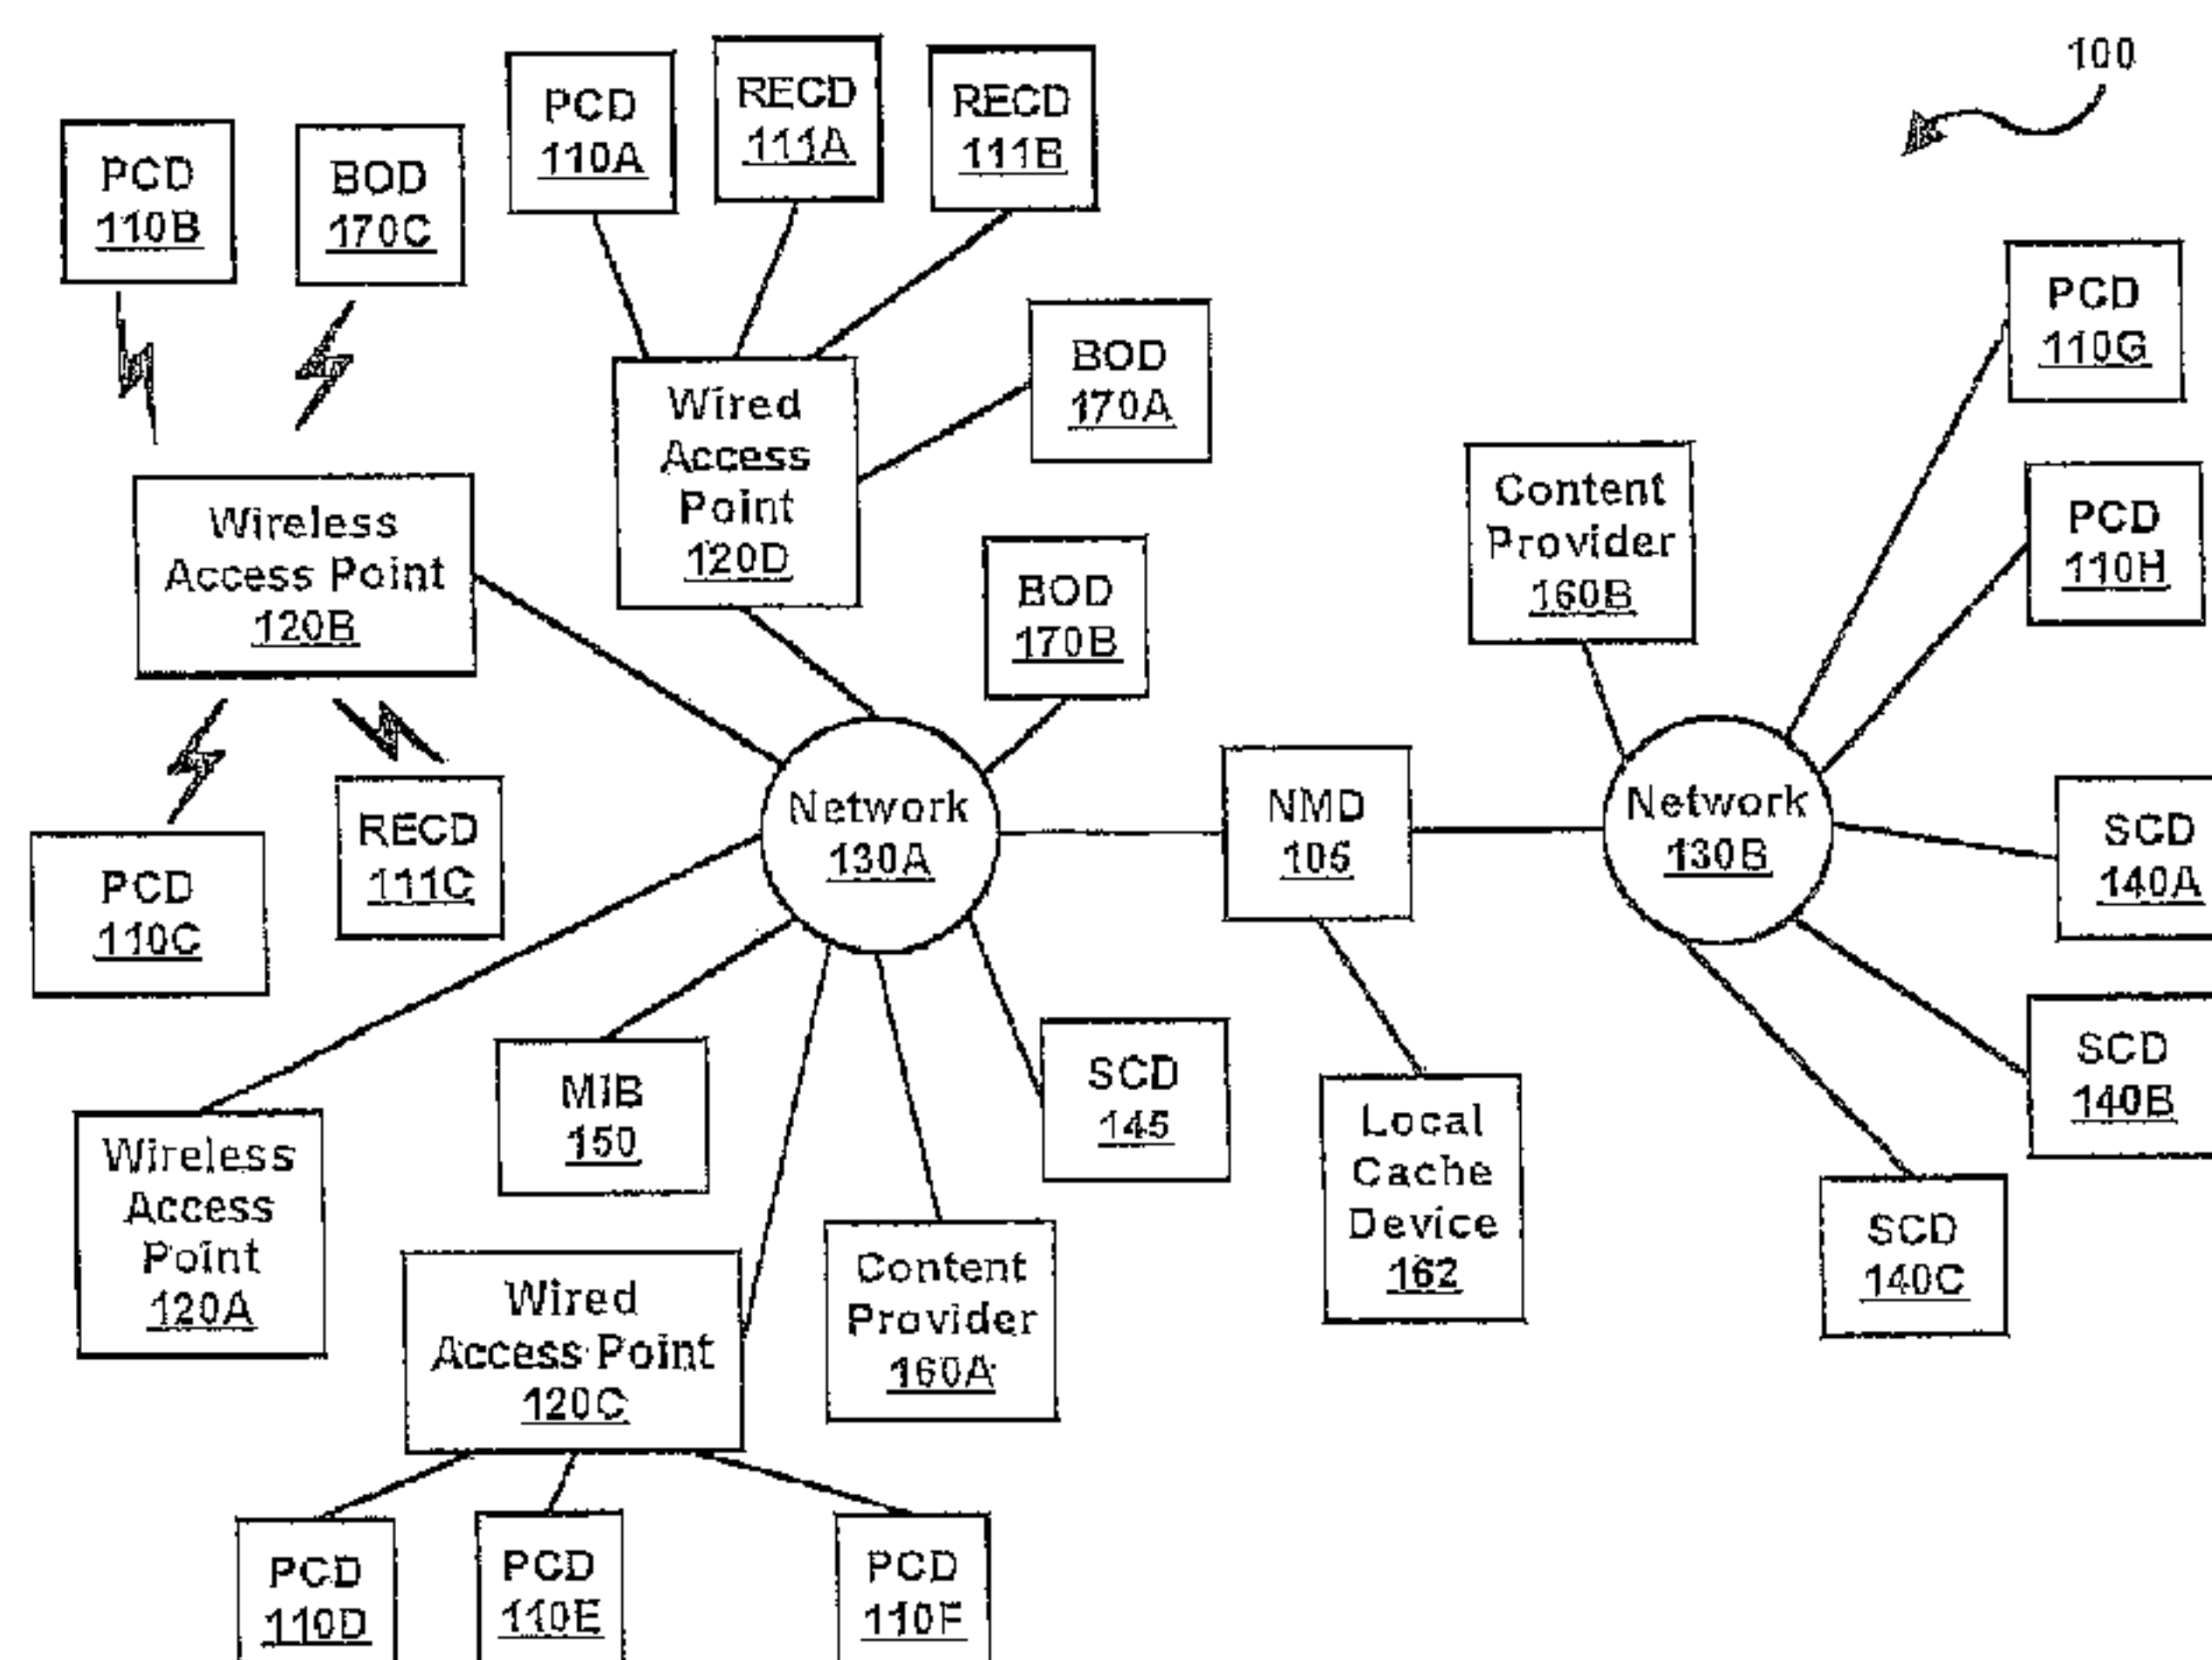 100
PCD
110B
BOD
170C
PCD
110A
RECD
111A
RECD
111B
BOD
170A
Wired
Access
Point
120D
Wireless
Access Point
120B
BOD
170B
PCD
110C
RECD
111C
Network
130A
NMD
105
Content
Provider
160B
PCD
110G
PCD
110H
Network
130B
SCD
140A
SCD
140B
SCD
140C
Wireless
Access
Point
120A
MIB
150
SCD
145
Local
Cache
Device
162
Wired
Access Point
120C
Content
Provider
160A
PCD
110D
PCD
110E
PCD
110F